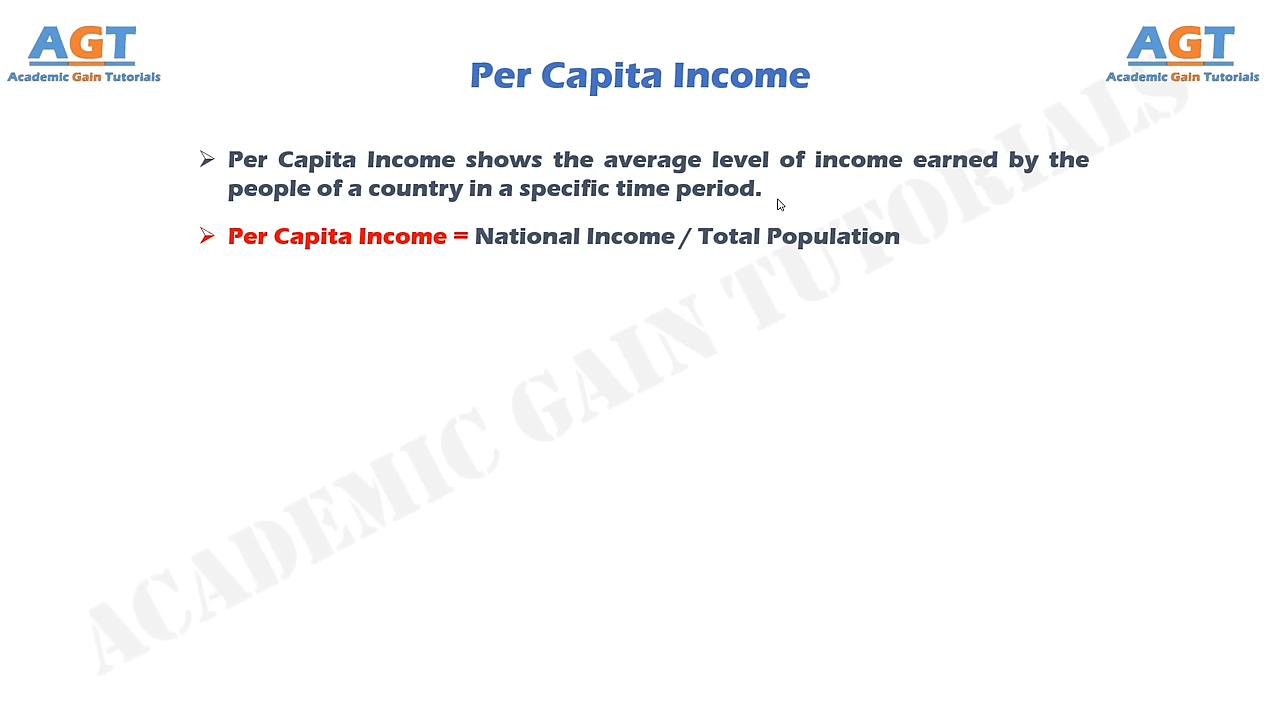 AGT
Academic Gain Tutorials
AGT
Academic Gain Tutorials
Per Capita Income
➢ Per Capita Income shows the average level of income earned by the
people of a country in a specific time period.
➢ Per Capita Income = National Income / Total Population
ACADEMIC GAIN TUTORIALS